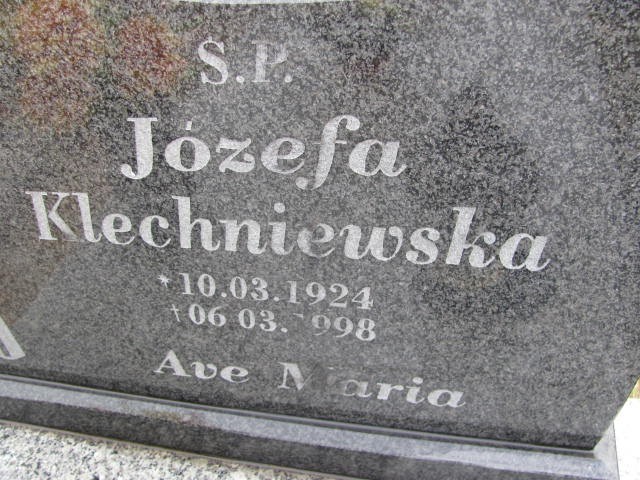 Ś.P.
Józefa
Klechniewska
* 10.03.1924
† 06 03.1998
Ave Maria